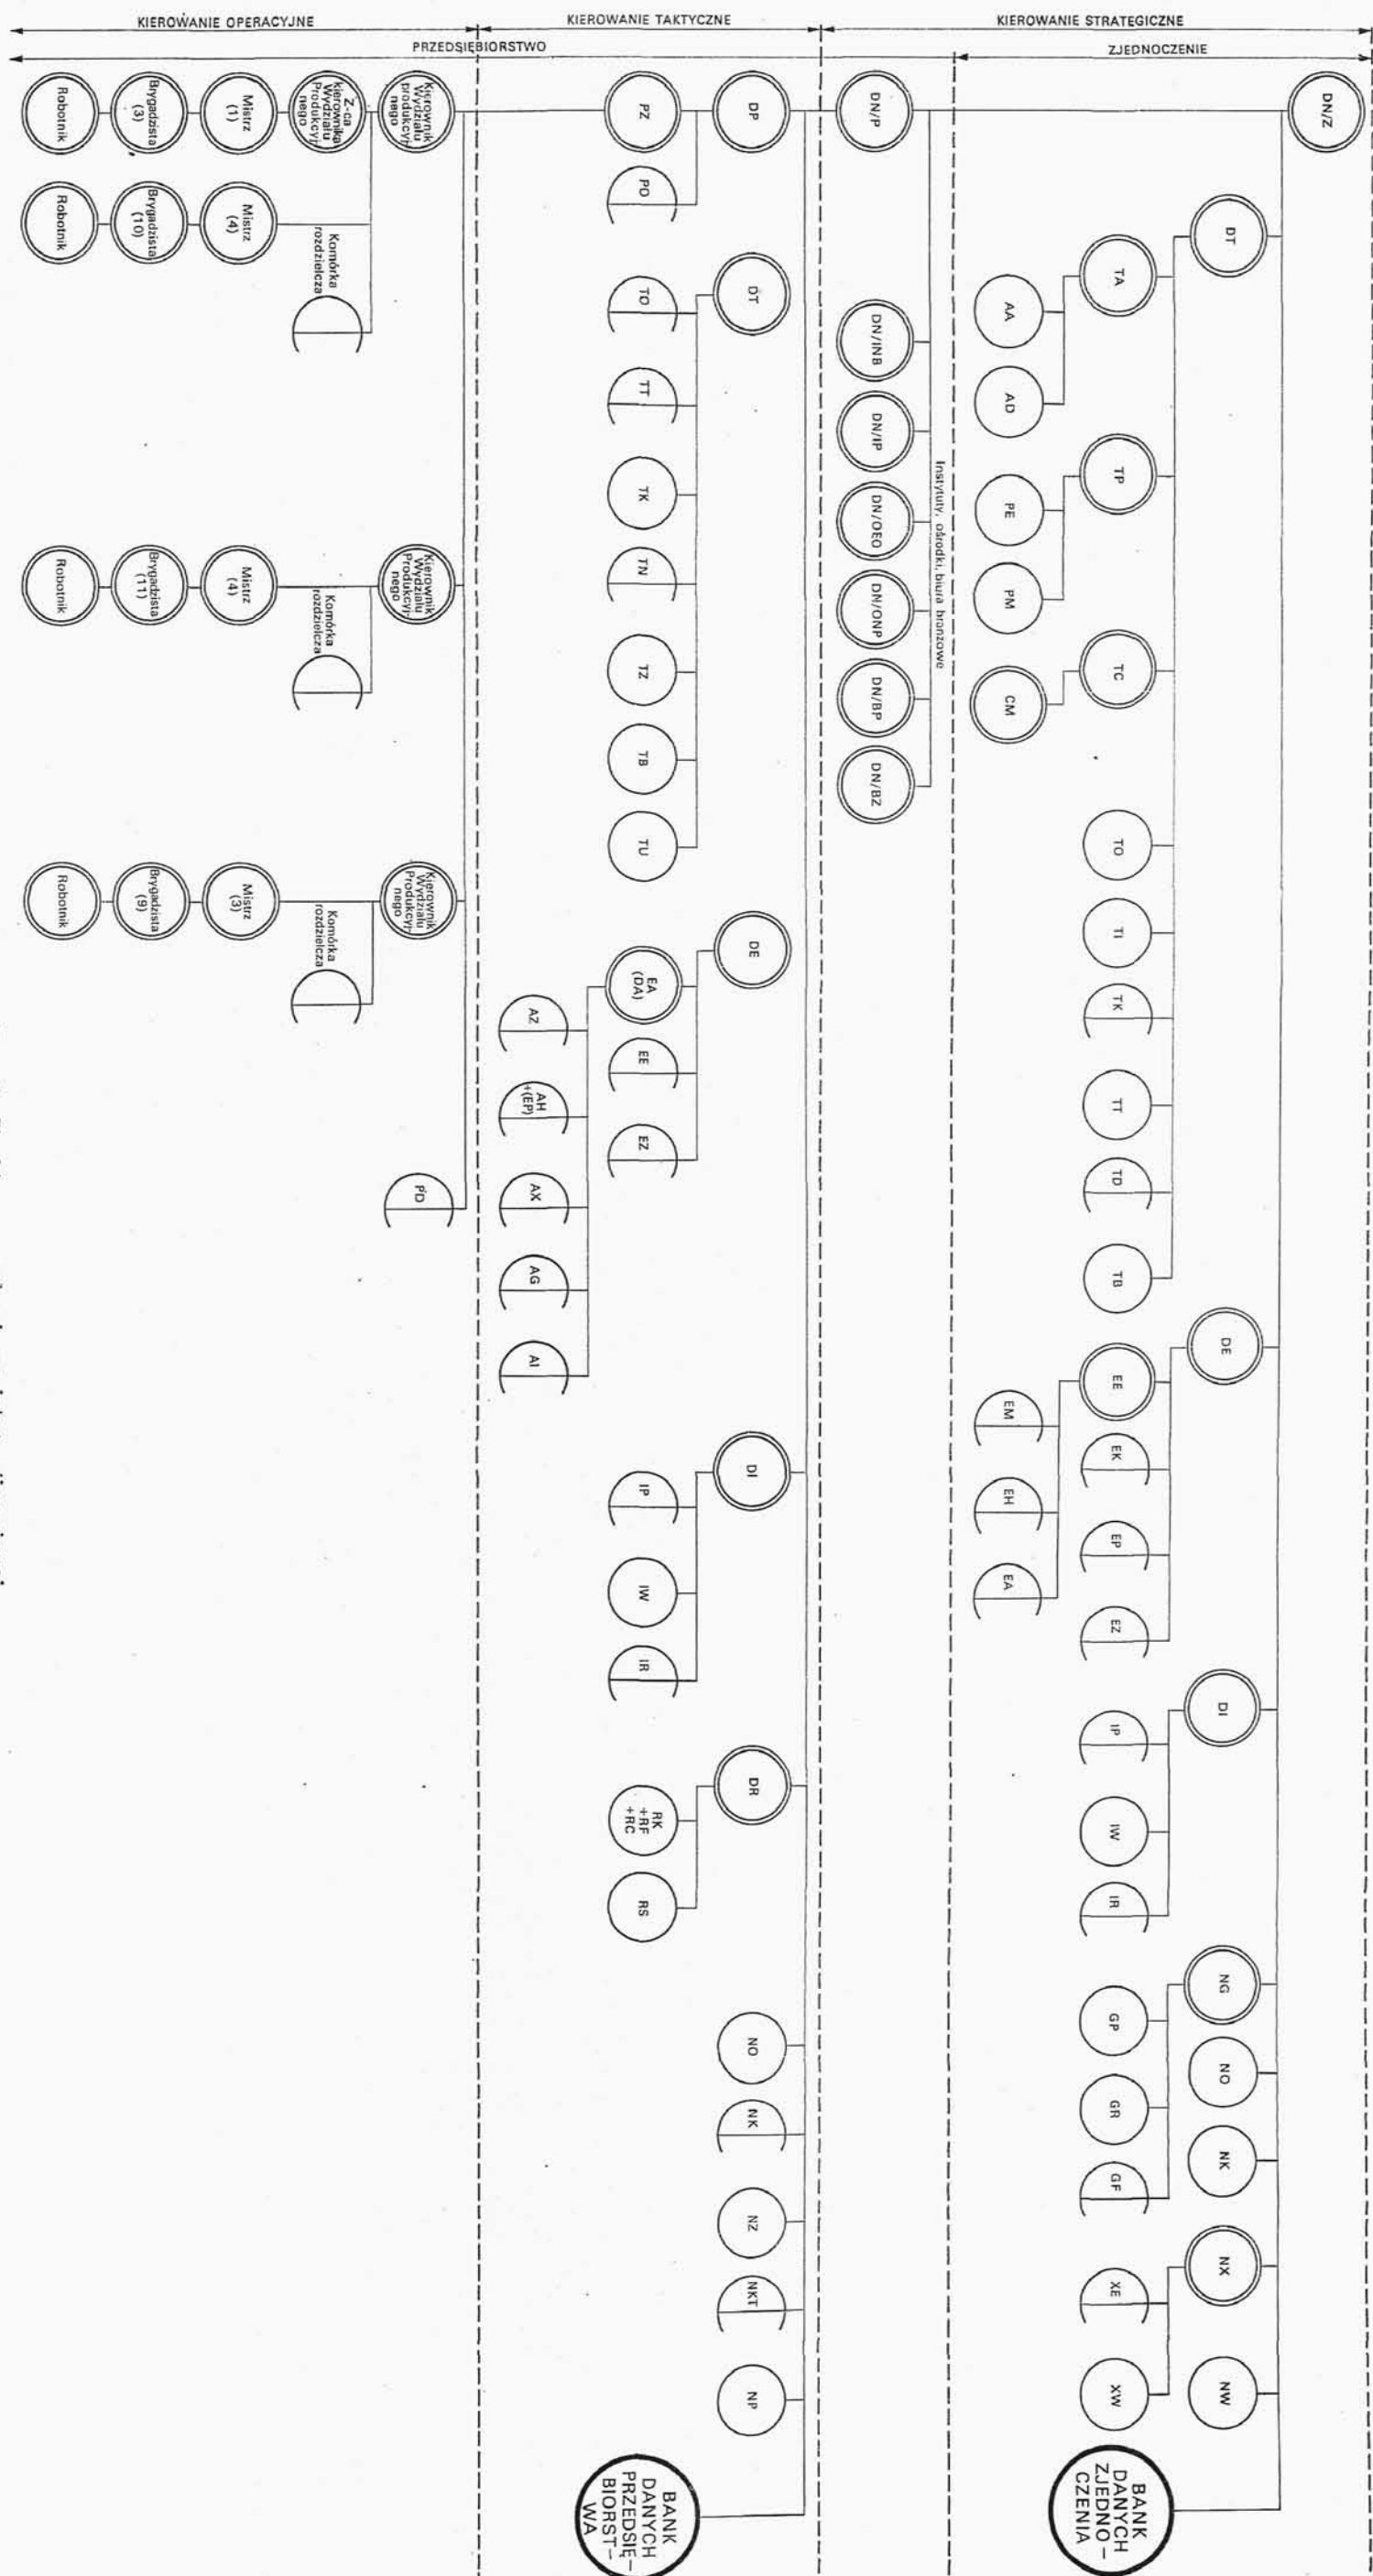 KIEROWANIE STRATEGICZNE
KIEROWANIE TAKTYCZNE
KIEROWANIE OPERACYJNE
ZJEDNOCZENIE
PRZEDSIĘBIORSTWO
DN/Z
DT
DE
DI
NG
NO
NK
NX
NW
TA
TP
TC
TO
TI
TK
TT
TD
TB
EE
EK
EP
EZ
IP
IW
IR
GP
GR
GF
XE
XW
BANK
DANYCH
ZJEDNO–
CZENIA
AA
AD
PE
PM
CM
EM
EH
EA
Instytuty, ośrodki, biura branżowe
DN/P
DN/INB
DN/IP
DN/OEO
DN/ONP
DN/BP
DN/BZ
DP
DT
DE
DI
DR
NO
NK
NZ
NKT
NP
PZ
PO
TO
TT
TK
TN
TZ
TB
TU
EA
(DA)
EE
EZ
IP
IW
IR
RK
+RF
+RC
RS
BANK
DANYCH
PRZEDSIĘ–
BIORST–
WA
AZ
AH
+(EP)
AX
AG
AI
Kierownik
Wydziału
produkcyj
nego
Kierownik
Wydziału
Produkcyj
nego
Kierownik
Wydziału
Produkcyj
nego
PD
Z-ca
kierownika
Wydziału
Produkcyj
nego
Komórka
rozdzielcza
Komórka
rozdzielcza
Komórka
rozdzielcza
Mistrz
(1)
Mistrz
(4)
Mistrz
(4)
Mistrz
(3)
Brygadzista
(3)
Brygadzista
(10)
Brygadzista
(11)
Brygadzista
(9)
Robotnik
Robotnik
Robotnik
Robotnik